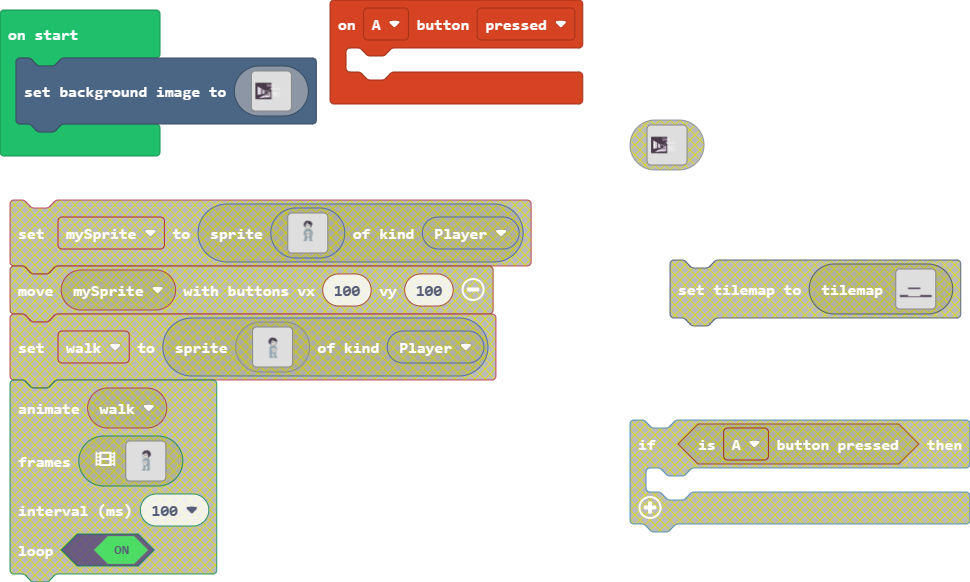 on start
set background image to
on A button pressed
set mySprite to sprite of kind Player
move mySprite with buttons vx 100 vy 100
set walk to sprite of kind Player
animate walk
frames
interval (ms) 100
loop ON
set tilemap to tilemap
if is A button pressed then